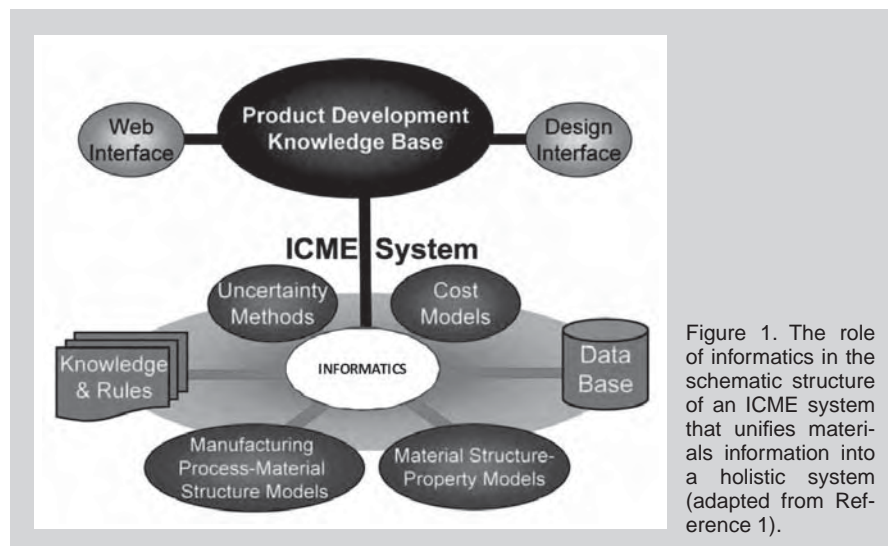 Product Development
Knowledge Base
Web
Interface
Design
Interface
ICME System
Uncertainty
Methods
Cost
Models
Knowledge
& Rules
INFORMATICS
Data
Base
Manufacturing
Process-Material
Structure Models
Material Structure-
Property Models
Figure 1. The role
of informatics in the
schematic structure
of an ICME system
that unifies materi-
als information into
a holistic system
(adapted from Ref-
erence 1).